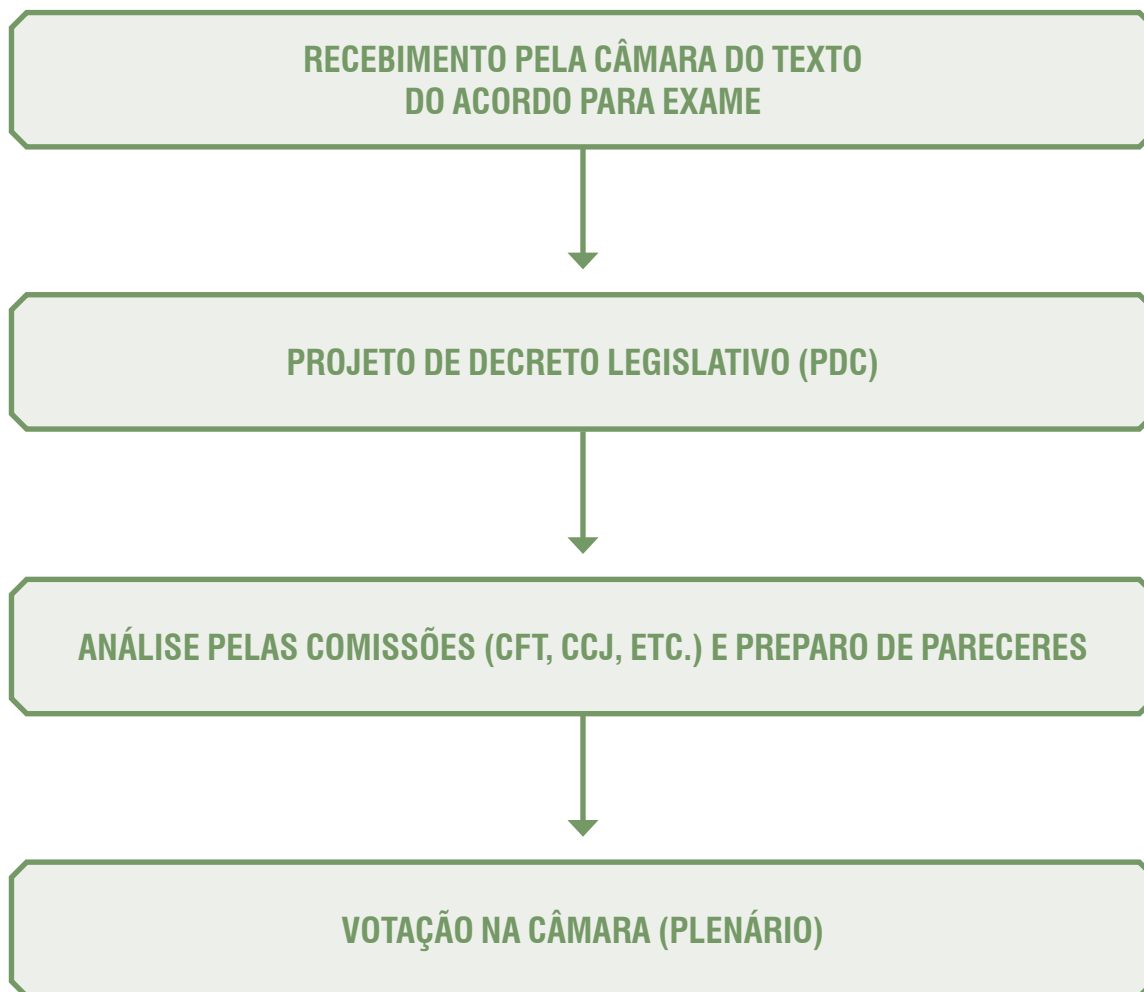 RECEBIMENTO PELA CÂMARA DO TEXTO
DO ACORDO PARA EXAME
PROJETO DE DECRETO LEGISLATIVO (PDC)
ANÁLISE PELAS COMISSÕES (CFT, CCJ, ETC.) E PREPARO DE PARECERES
VOTAÇÃO NA CÂMARA (PLENÁRIO)